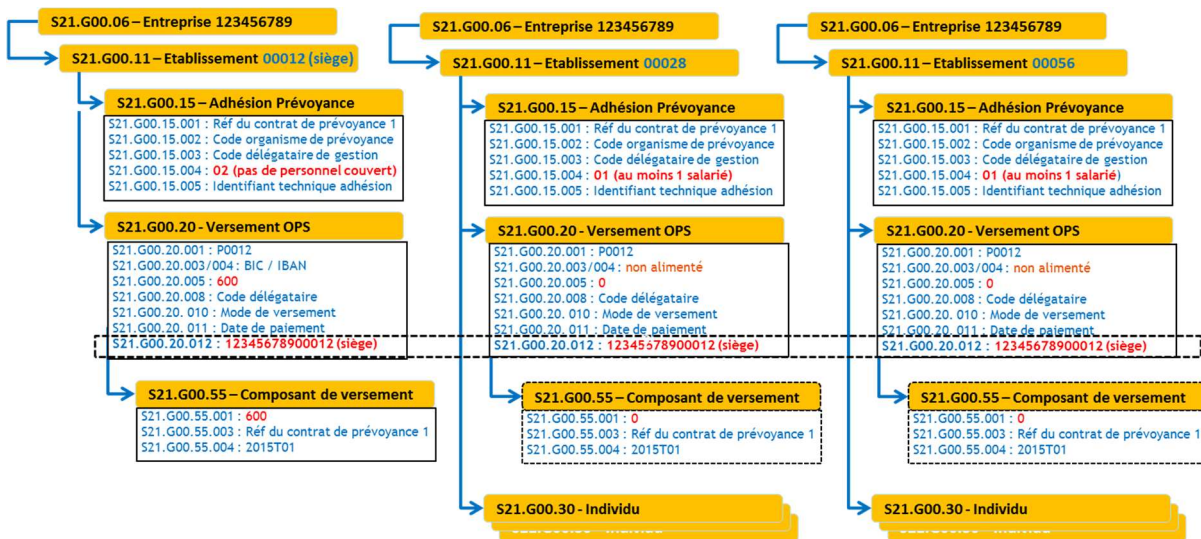 S21.G00.06 – Entreprise 123456789
S21.G00.11 – Etablissement 00012 (siège)
S21.G00.15 – Adhésion Prévoyance
S21.G00.15.001 : Réf du contrat de prévoyance 1
S21.G00.15.002 : Code organisme de prévoyance
S21.G00.15.003 : Code délégataire de gestion
S21.G00.15.004 : 02 (pas de personnel couvert)
S21.G00.15.005 : Identifiant technique adhésion
S21.G00.20 - Versement OPS
S21.G00.20.001 : P0012
S21.G00.20.003/004 : BIC / IBAN
S21.G00.20.005 : 600
S21.G00.20.008 : Code délégataire
S21.G00.20. 010 : Mode de versement
S21.G00.20. 011 : Date de paiement
S21.G00.20.012 : 12345678900012 (siège)
S21.G00.55 – Composant de versement
S21.G00.55.001 : 600
S21.G00.55.003 : Réf du contrat de prévoyance 1
S21.G00.55.004 : 2015T01
S21.G00.06 – Entreprise 123456789
S21.G00.11 – Etablissement 00028
S21.G00.15 – Adhésion Prévoyance
S21.G00.15.001 : Réf du contrat de prévoyance 1
S21.G00.15.002 : Code organisme de prévoyance
S21.G00.15.003 : Code délégataire de gestion
S21.G00.15.004 : 01 (au moins 1 salarié)
S21.G00.15.005 : Identifiant technique adhésion
S21.G00.20 - Versement OPS
S21.G00.20.001 : P0012
S21.G00.20.003/004 : non alimenté
S21.G00.20.005 : 0
S21.G00.20.008 : Code délégataire
S21.G00.20. 010 : Mode de versement
S21.G00.20. 011 : Date de paiement
S21.G00.20.012 : 12345678900012 (siège)
S21.G00.55 – Composant de versement
S21.G00.55.001 : 0
S21.G00.55.003 : Réf du contrat de prévoyance 1
S21.G00.55.004 : 2015T01
S21.G00.30 - Individu
S21.G00.06 – Entreprise 123456789
S21.G00.11 – Etablissement 00056
S21.G00.15 – Adhésion Prévoyance
S21.G00.15.001 : Réf du contrat de prévoyance 1
S21.G00.15.002 : Code organisme de prévoyance
S21.G00.15.003 : Code délégataire de gestion
S21.G00.15.004 : 01 (au moins 1 salarié)
S21.G00.15.005 : Identifiant technique adhésion
S21.G00.20 - Versement OPS
S21.G00.20.001 : P0012
S21.G00.20.003/004 : non alimenté
S21.G00.20.005 : 0
S21.G00.20.008 : Code délégataire
S21.G00.20. 010 : Mode de versement
S21.G00.20. 011 : Date de paiement
S21.G00.20.012 : 12345678900012 (siège)
S21.G00.55 – Composant de versement
S21.G00.55.001 : 0
S21.G00.55.003 : Réf du contrat de prévoyance 1
S21.G00.55.004 : 2015T01
S21.G00.30 - Individu